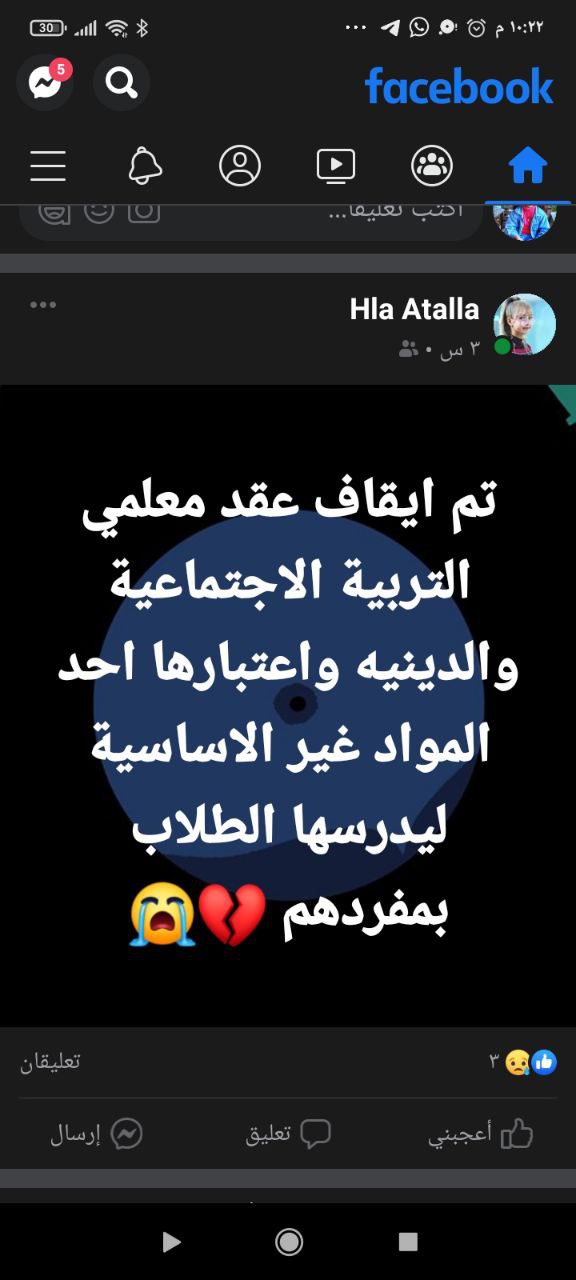 30
١٠:٢٢ م
5
facebook
اكتب تعليقا...
Hla Atalla
٣ س •
تم ايقاف عقد معلمي
التربية الاجتماعية
والدينيه واعتبارها احد
المواد غير الاساسية
ليدرسها الطلاب
بمفردهم 💔😭
٣
تعليقان
أعجبني
تعليق
إرسال